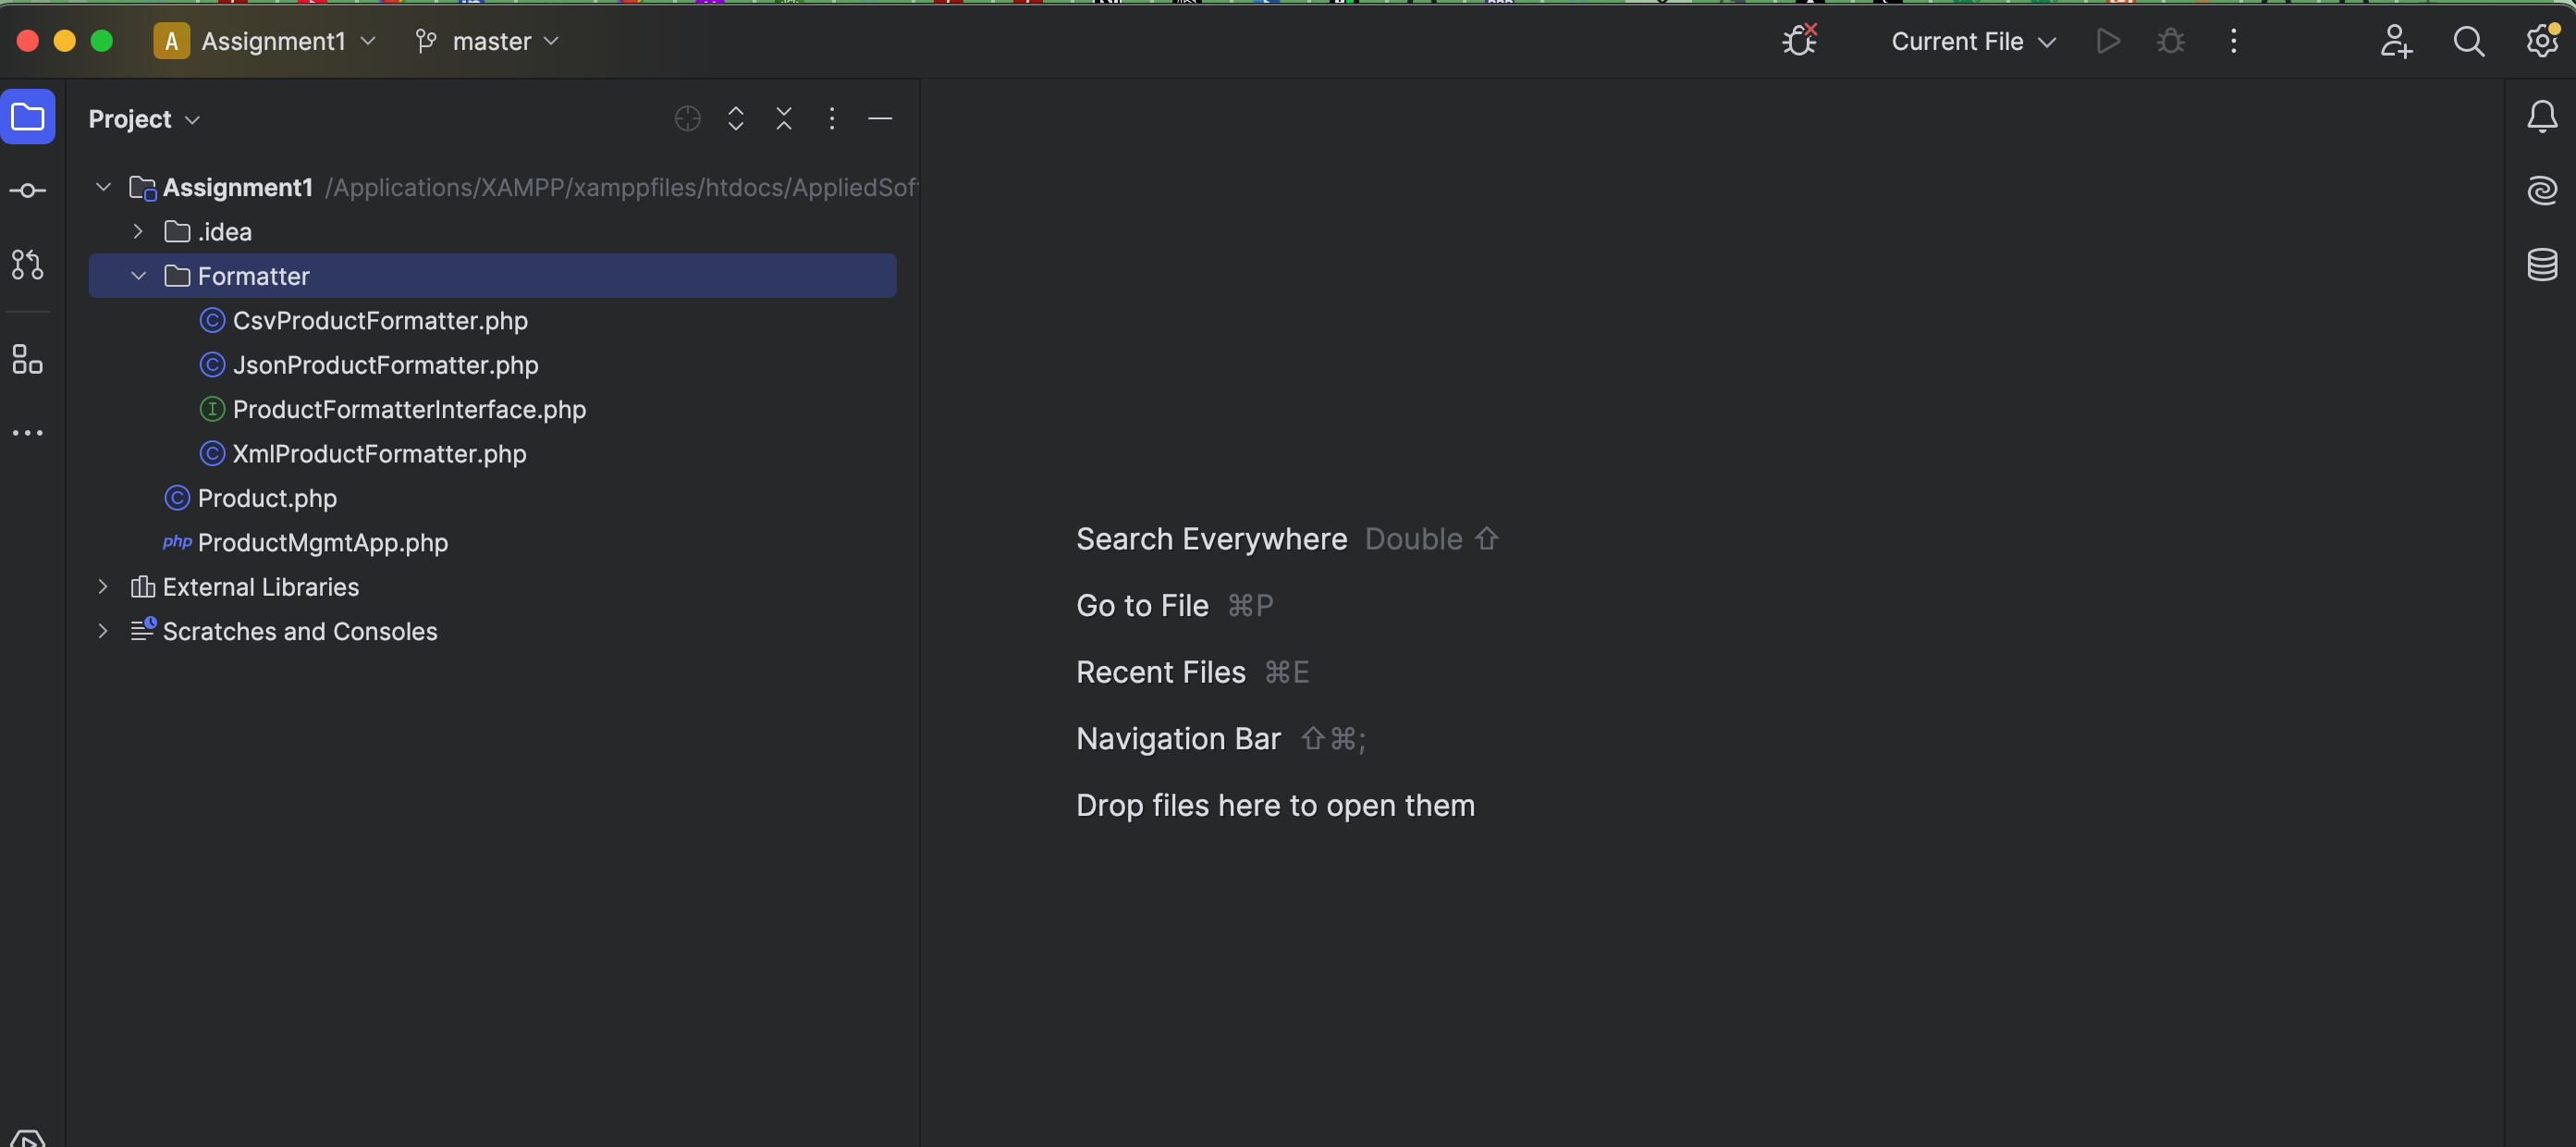 A Assignment1 master Current File
Project
Assignment1 /Applications/XAMPP/xamppfiles/htdocs/AppliedSof
.idea
Formatter
C CsvProductFormatter.php
C JsonProductFormatter.php
I ProductFormatterInterface.php
C XmlProductFormatter.php
C Product.php
php ProductMgmtApp.php
External Libraries
Scratches and Consoles
Search Everywhere Double ⇧
Go to File ⌘P
Recent Files ⌘E
Navigation Bar ⇧⌘;
Drop files here to open them